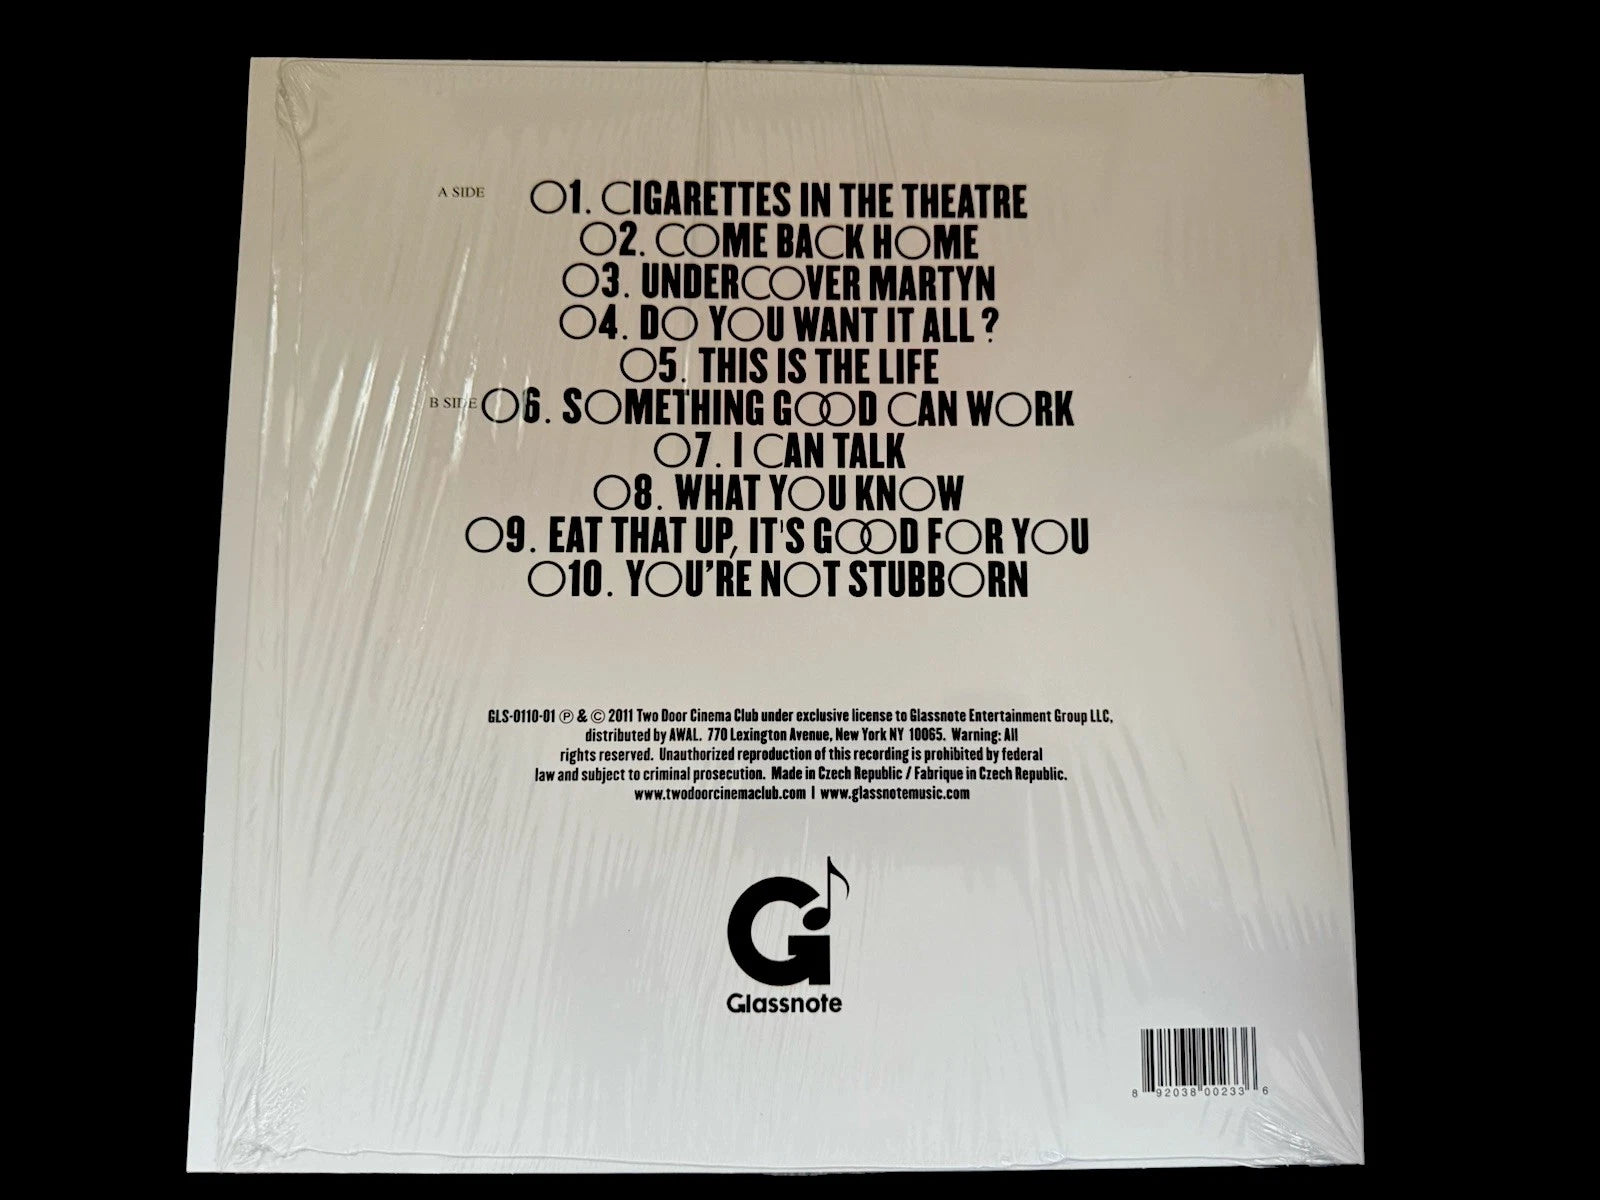 A SIDE 01. CIGARETTES IN THE THEATRE
02. COME BACK HOME
03. UNDERCOVER MARTYN
04. DO YOU WANT IT ALL?
05. THIS IS THE LIFE
B SIDE 06. SOMETHING GOOD CAN WORK
07. I CAN TALK
08. WHAT YOU KNOW
09. EAT THAT UP, IT'S GOOD FOR YOU
010. YOU'RE NOT STUBBORN
GLS-0110-01 ℗ & © 2011 Two Door Cinema Club under exclusive license to Glassnote Entertainment Group LLC,
distributed by AWAL. 770 Lexington Avenue, New York NY 10065. Warning: All
rights reserved. Unauthorized reproduction of this recording is prohibited by federal
law and subject to criminal prosecution. Made in Czech Republic / Fabrique in Czech Republic.
www.twodoorcinemaclub.com | www.glassnotemusic.com
Glassnote
8 92038 00233 6